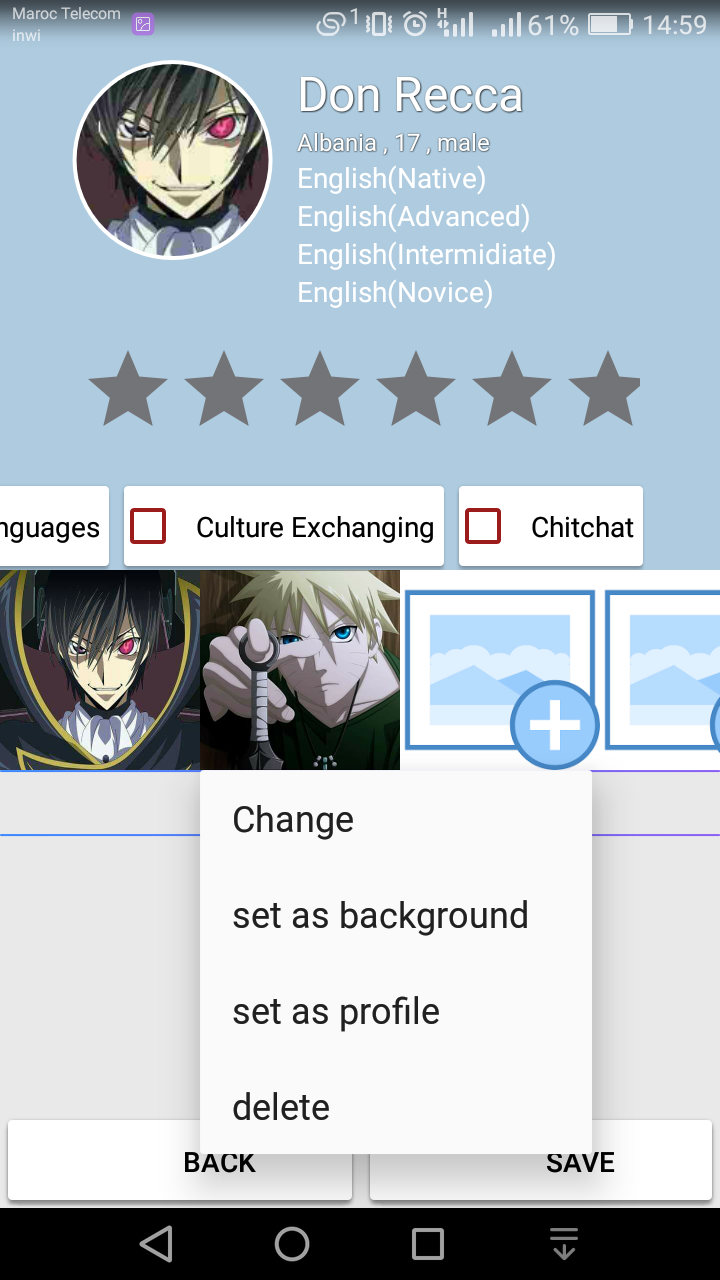 Maroc Telecom
inwi
1
H
61%
14:59
Don Recca
Albania , 17 , male
English(Native)
English(Advanced)
English(Intermidiate)
English(Novice)
nguages
Culture Exchanging
Chitchat
Change
set as background
set as profile
delete
BACK
SAVE